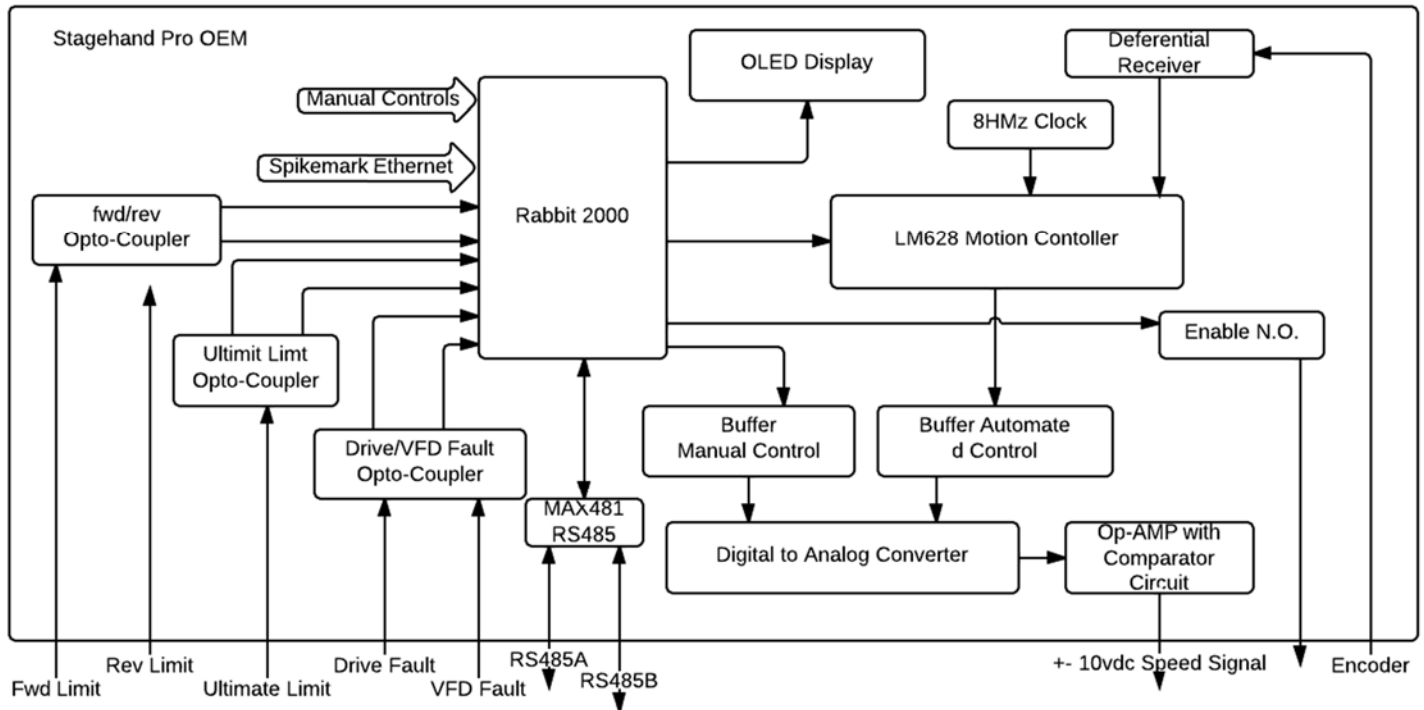 Stagehand Pro OEM
OLED Display
Deferential
Receiver
Manual Controls
8HMz Clock
Spikemark Ethernet
fwd/rev
Opto-Coupler
Rabbit 2000
LM628 Motion Contoller
Ultimit Limt
Opto-Coupler
Enable N.O.
Drive/VFD Fault
Opto-Coupler
Buffer
Manual Control
Buffer Automate
d Control
MAX481
RS485
Digital to Analog Converter
Op-AMP with
Comparator
Circuit
Fwd Limit
Rev Limit
Ultimate Limit
Drive Fault
VFD Fault
RS485A
RS485B
+- 10vdc Speed Signal
Encoder